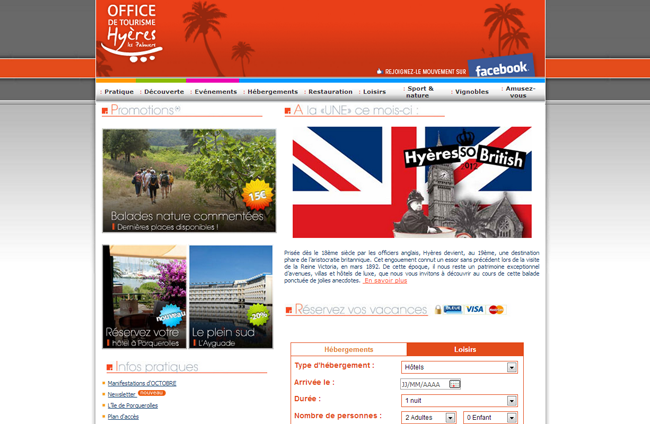 OFFICE
DE TOURISME
Hyères
les Palmiers
REJOIGNEZ-LE MOUVEMENT SUR facebook
Pratique Découverte Evènements Hébergements Restauration Loisirs Sport & nature Vignobles Amusez-vous
Promotions
Balades nature commentées
Dernières places disponibles !
15€
Réservez votre
hôtel à Porquerolles
nouveau
Le plein sud
L'Ayguade
-20%
Infos pratiques
Manifestations d'OCTOBRE
Newsletter nouveau
L'île de Porquerolles
Plan d'accès
A la «UNE» ce mois-ci :
Hyères SO British
2012
Prisée dès le 18ème siècle par les officiers anglais, Hyères devient, au 19ème, une destination
phare de l'aristocratie britannique. Cet engouement connut un essor sans précédent lors de la visite
de la Reine Victoria, en mars 1892. De cette époque, il nous reste un patrimoine exceptionnel
d'avenues, villas et hôtels de luxe, que nous vous invitons à découvrir au cours de cette balade
ponctuée de jolies anecdotes. En savoir plus
Réservez vos vacances
BLEUE VISA MasterCard
Hébergements Loisirs
Type d'hébergement : Hôtels
Arrivée le : JJ/MM/AAAA
Durée : 1 nuit
Nombre de personnes : 2 Adultes 0 Enfant